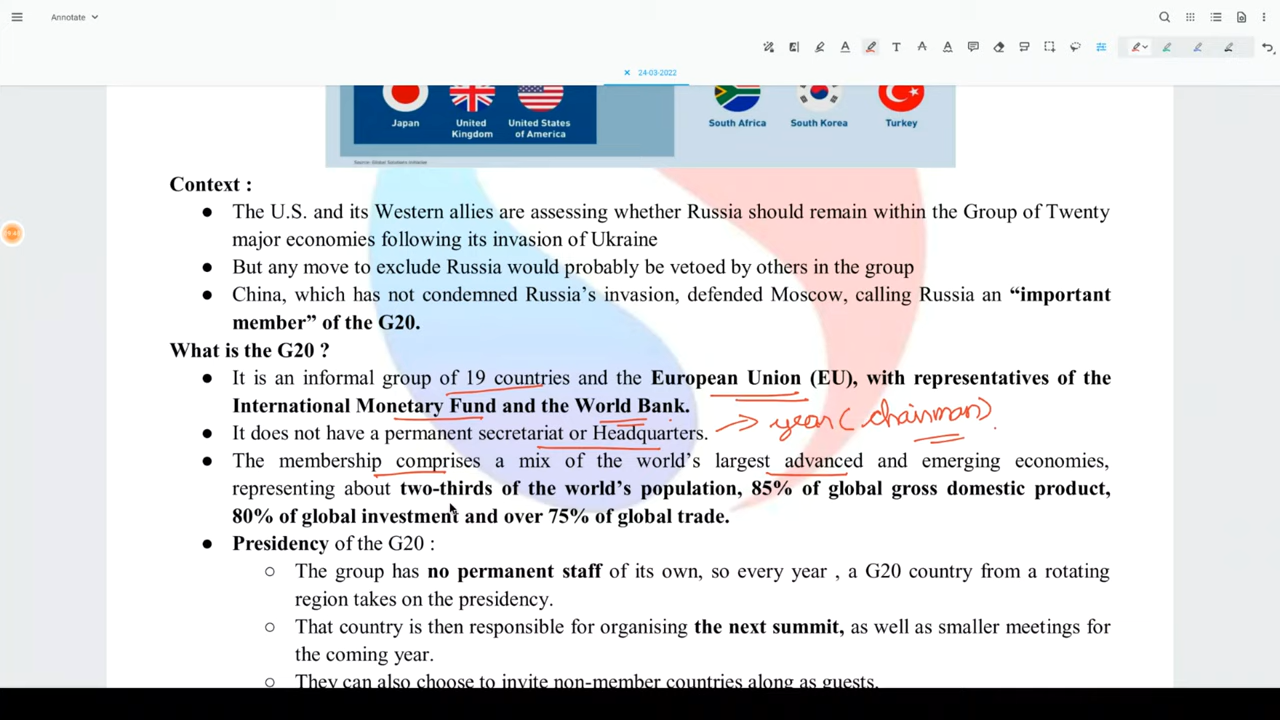 Annotate
24-03-2022
Japan United Kingdom United States of America South Africa South Korea Turkey
Source: Global Solutions Initiative
Context :
● The U.S. and its Western allies are assessing whether Russia should remain within the Group of Twenty
major economies following its invasion of Ukraine
● But any move to exclude Russia would probably be vetoed by others in the group
● China, which has not condemned Russia’s invasion, defended Moscow, calling Russia an “important
member” of the G20.
What is the G20 ?
● It is an informal group of 19 countries and the European Union (EU), with representatives of the
International Monetary Fund and the World Bank.
● It does not have a permanent secretariat or Headquarters. → year (chairman)
● The membership comprises a mix of the world’s largest advanced and emerging economies,
representing about two-thirds of the world’s population, 85% of global gross domestic product,
80% of global investment and over 75% of global trade.
● Presidency of the G20 :
○ The group has no permanent staff of its own, so every year , a G20 country from a rotating
region takes on the presidency.
○ That country is then responsible for organising the next summit, as well as smaller meetings for
the coming year.
○ They can also choose to invite non-member countries along as guests.